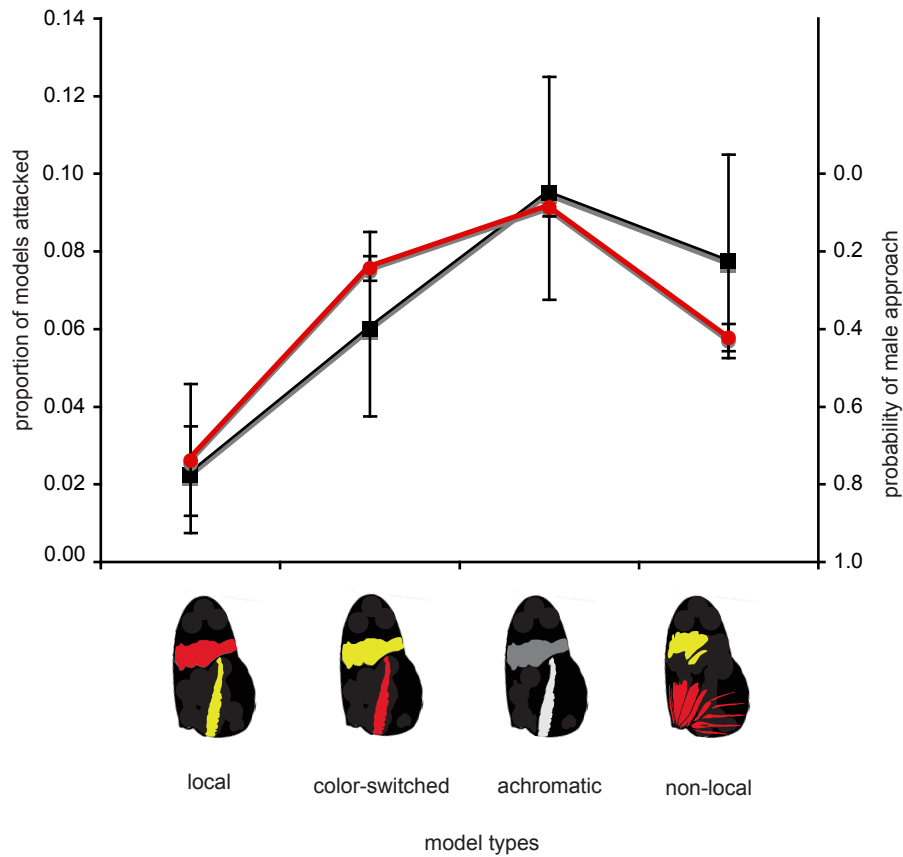 0.14
0.12
0.10
0.08
0.06
0.04
0.02
0.00
proportion of models attacked
0.0
0.2
0.4
0.6
0.8
1.0
probability of male approach
local
color-switched
achromatic
non-local
model types